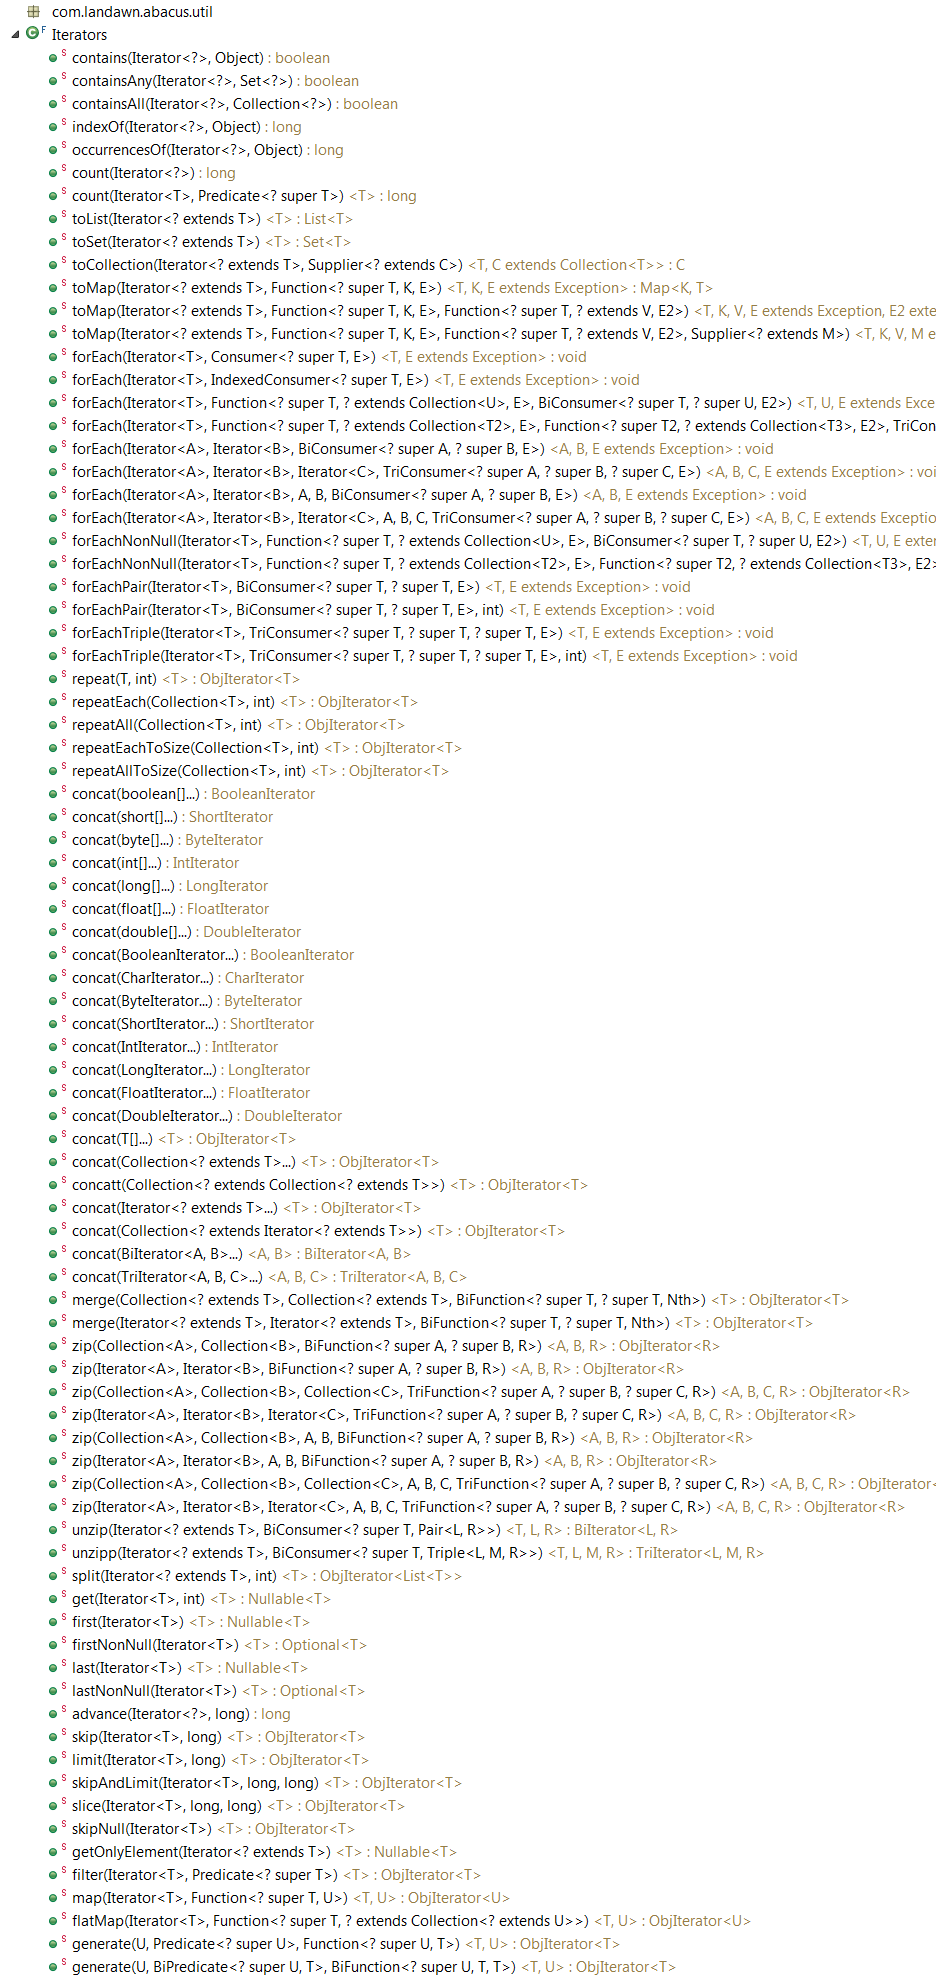 com.landawn.abacus.util
Iterators
contains(Iterator<?>, Object) : boolean
containsAny(Iterator<?>, Set<?>) : boolean
containsAll(Iterator<?>, Collection<?>) : boolean
indexOf(Iterator<?>, Object) : long
occurrencesOf(Iterator<?>, Object) : long
count(Iterator<?>) : long
count(Iterator<T>, Predicate<? super T>) <T> : long
toList(Iterator<? extends T>) <T> : List<T>
toSet(Iterator<? extends T>) <T> : Set<T>
toCollection(Iterator<? extends T>, Supplier<? extends C>) <T, C extends Collection<T>> : C
toMap(Iterator<? extends T>, Function<? super T, K, E>) <T, K, E extends Exception> : Map<K, T>
toMap(Iterator<? extends T>, Function<? super T, K, E>, Function<? super T, ? extends V, E2>) <T, K, V, E extends Exception, E2 exte
toMap(Iterator<? extends T>, Function<? super T, K, E>, Function<? super T, ? extends V, E2>, Supplier<? extends M>) <T, K, V, M e
forEach(Iterator<T>, Consumer<? super T, E>) <T, E extends Exception> : void
forEach(Iterator<T>, IndexedConsumer<? super T, E>) <T, E extends Exception> : void
forEach(Iterator<T>, Function<? super T, ? extends Collection<U>, E>, BiConsumer<? super T, ? super U, E2>) <T, U, E extends Exce
forEach(Iterator<T>, Function<? super T, ? extends Collection<T2>, E>, Function<? super T2, ? extends Collection<T3>, E2>, TriCon
forEach(Iterator<A>, Iterator<B>, BiConsumer<? super A, ? super B, E>) <A, B, E extends Exception> : void
forEach(Iterator<A>, Iterator<B>, Iterator<C>, TriConsumer<? super A, ? super B, ? super C, E>) <A, B, C, E extends Exception> : voi
forEach(Iterator<A>, Iterator<B>, A, B, BiConsumer<? super A, ? super B, E>) <A, B, E extends Exception> : void
forEach(Iterator<A>, Iterator<B>, Iterator<C>, A, B, C, TriConsumer<? super A, ? super B, ? super C, E>) <A, B, C, E extends Exceptio
forEachNonNull(Iterator<T>, Function<? super T, ? extends Collection<U>, E>, BiConsumer<? super T, ? super U, E2>) <T, U, E exten
forEachNonNull(Iterator<T>, Function<? super T, ? extends Collection<T2>, E>, Function<? super T2, ? extends Collection<T3>, E2>
forEachPair(Iterator<T>, BiConsumer<? super T, ? super T, E>) <T, E extends Exception> : void
forEachPair(Iterator<T>, BiConsumer<? super T, ? super T, E>, int) <T, E extends Exception> : void
forEachTriple(Iterator<T>, TriConsumer<? super T, ? super T, ? super T, E>) <T, E extends Exception> : void
forEachTriple(Iterator<T>, TriConsumer<? super T, ? super T, ? super T, E>, int) <T, E extends Exception> : void
repeat(T, int) <T> : ObjIterator<T>
repeatEach(Collection<T>, int) <T> : ObjIterator<T>
repeatAll(Collection<T>, int) <T> : ObjIterator<T>
repeatEachToSize(Collection<T>, int) <T> : ObjIterator<T>
repeatAllToSize(Collection<T>, int) <T> : ObjIterator<T>
concat(boolean[]...) : BooleanIterator
concat(short[]...) : ShortIterator
concat(byte[]...) : ByteIterator
concat(int[]...) : IntIterator
concat(long[]...) : LongIterator
concat(float[]...) : FloatIterator
concat(double[]...) : DoubleIterator
concat(BooleanIterator...) : BooleanIterator
concat(CharIterator...) : CharIterator
concat(ByteIterator...) : ByteIterator
concat(ShortIterator...) : ShortIterator
concat(IntIterator...) : IntIterator
concat(LongIterator...) : LongIterator
concat(FloatIterator...) : FloatIterator
concat(DoubleIterator...) : DoubleIterator
concat(T[]...) <T> : ObjIterator<T>
concat(Collection<? extends T>...) <T> : ObjIterator<T>
concatt(Collection<? extends Collection<? extends T>>) <T> : ObjIterator<T>
concat(Iterator<? extends T>...) <T> : ObjIterator<T>
concat(Collection<? extends Iterator<? extends T>>) <T> : ObjIterator<T>
concat(BiIterator<A, B>...) <A, B> : BiIterator<A, B>
concat(TriIterator<A, B, C>...) <A, B, C> : TriIterator<A, B, C>
merge(Collection<? extends T>, Collection<? extends T>, BiFunction<? super T, ? super T, Nth>) <T> : ObjIterator<T>
merge(Iterator<? extends T>, Iterator<? extends T>, BiFunction<? super T, ? super T, Nth>) <T> : ObjIterator<T>
zip(Collection<A>, Collection<B>, BiFunction<? super A, ? super B, R>) <A, B, R> : ObjIterator<R>
zip(Iterator<A>, Iterator<B>, BiFunction<? super A, ? super B, R>) <A, B, R> : ObjIterator<R>
zip(Collection<A>, Collection<B>, Collection<C>, TriFunction<? super A, ? super B, ? super C, R>) <A, B, C, R> : ObjIterator<R>
zip(Iterator<A>, Iterator<B>, Iterator<C>, TriFunction<? super A, ? super B, ? super C, R>) <A, B, C, R> : ObjIterator<R>
zip(Collection<A>, Collection<B>, A, B, BiFunction<? super A, ? super B, R>) <A, B, R> : ObjIterator<R>
zip(Iterator<A>, Iterator<B>, A, B, BiFunction<? super A, ? super B, R>) <A, B, R> : ObjIterator<R>
zip(Collection<A>, Collection<B>, Collection<C>, A, B, C, TriFunction<? super A, ? super B, ? super C, R>) <A, B, C, R> : ObjIterator<
zip(Iterator<A>, Iterator<B>, Iterator<C>, A, B, C, TriFunction<? super A, ? super B, ? super C, R>) <A, B, C, R> : ObjIterator<R>
unzip(Iterator<? extends T>, BiConsumer<? super T, Pair<L, R>>) <T, L, R> : BiIterator<L, R>
unzipp(Iterator<? extends T>, BiConsumer<? super T, Triple<L, M, R>>) <T, L, M, R> : TriIterator<L, M, R>
split(Iterator<? extends T>, int) <T> : ObjIterator<List<T>>
get(Iterator<T>, int) <T> : Nullable<T>
first(Iterator<T>) <T> : Nullable<T>
firstNonNull(Iterator<T>) <T> : Optional<T>
last(Iterator<T>) <T> : Nullable<T>
lastNonNull(Iterator<T>) <T> : Optional<T>
advance(Iterator<?>, long) : long
skip(Iterator<T>, long) <T> : ObjIterator<T>
limit(Iterator<T>, long) <T> : ObjIterator<T>
skipAndLimit(Iterator<T>, long, long) <T> : ObjIterator<T>
slice(Iterator<T>, long, long) <T> : ObjIterator<T>
skipNull(Iterator<T>) <T> : ObjIterator<T>
getOnlyElement(Iterator<? extends T>) <T> : Nullable<T>
filter(Iterator<T>, Predicate<? super T>) <T> : ObjIterator<T>
map(Iterator<T>, Function<? super T, U>) <T, U> : ObjIterator<U>
flatMap(Iterator<T>, Function<? super T, ? extends Collection<? extends U>>) <T, U> : ObjIterator<U>
generate(U, Predicate<? super U>, Function<? super U, T>) <T, U> : ObjIterator<T>
generate(U, BiPredicate<? super U, T>, BiFunction<? super U, T, T>) <T, U> : ObjIterator<T>